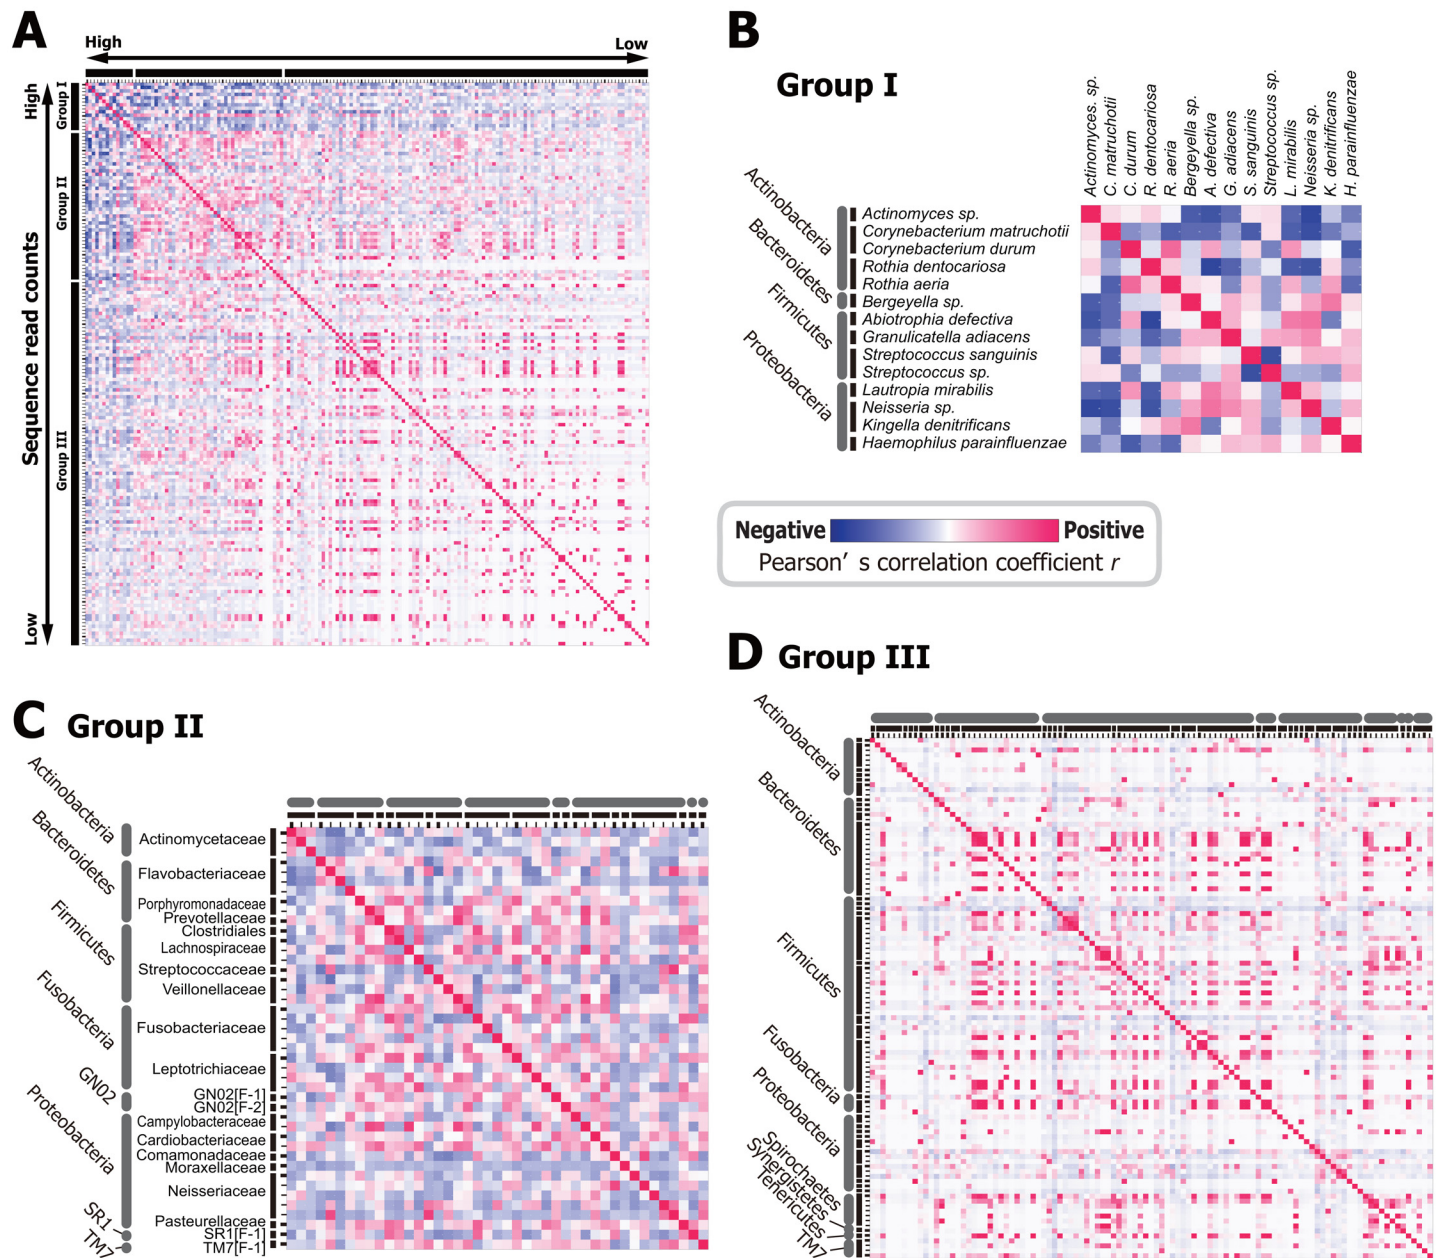 A
High
Low
High
Low
Sequence read counts
Group I
Group II
Group III
B
Group I
Actinomyces. sp.
C. matruchotii
C. durum
R. dentocariosa
R. aeria
Bergeyella sp.
A. defectiva
G. adiacens
S. sanguinis
Streptococcus sp.
L. mirabilis
Neisseria sp.
K. denitrificans
H. parainfluenzae
Actinobacteria
Bacteroidetes
Firmicutes
Proteobacteria
Actinomyces sp.
Corynebacterium matruchotii
Corynebacterium durum
Rothia dentocariosa
Rothia aeria
Bergeyella sp.
Abiotrophia defectiva
Granulicatella adiacens
Streptococcus sanguinis
Streptococcus sp.
Lautropia mirabilis
Neisseria sp.
Kingella denitrificans
Haemophilus parainfluenzae
Negative
Positive
Pearson’ s correlation coefficient r
C
Group II
Actinobacteria
Bacteroidetes
Firmicutes
Fusobacteria
GN02
Proteobacteria
SR1
TM7
Actinomycetaceae
Flavobacteriaceae
Porphyromonadaceae
Prevotellaceae
Clostridiales
Lachnospiraceae
Streptococcaceae
Veillonellaceae
Fusobacteriaceae
Leptotrichiaceae
GN02[F-1]
GN02[F-2]
Campylobacteraceae
Cardiobacteriaceae
Comamonadaceae
Moraxellaceae
Neisseriaceae
Pasteurellaceae
SR1[F-1]
TM7[F-1]
D
Group III
Actinobacteria
Bacteroidetes
Firmicutes
Fusobacteria
Proteobacteria
Spirochaetes
Synergistetes
Tenericutes
TM7